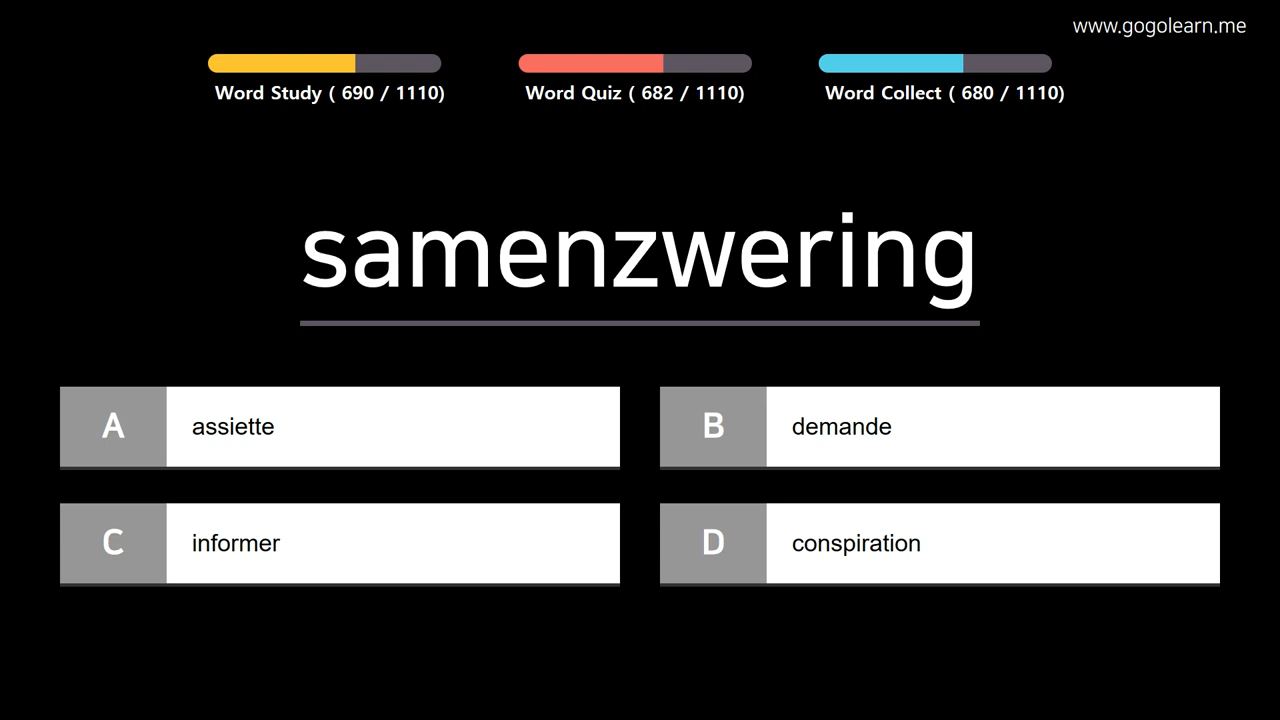 www.gogolearn.me
Word Study ( 690 / 1110)
Word Quiz ( 682 / 1110)
Word Collect ( 680 / 1110)
samenzwering
A assiette
B demande
C informer
D conspiration